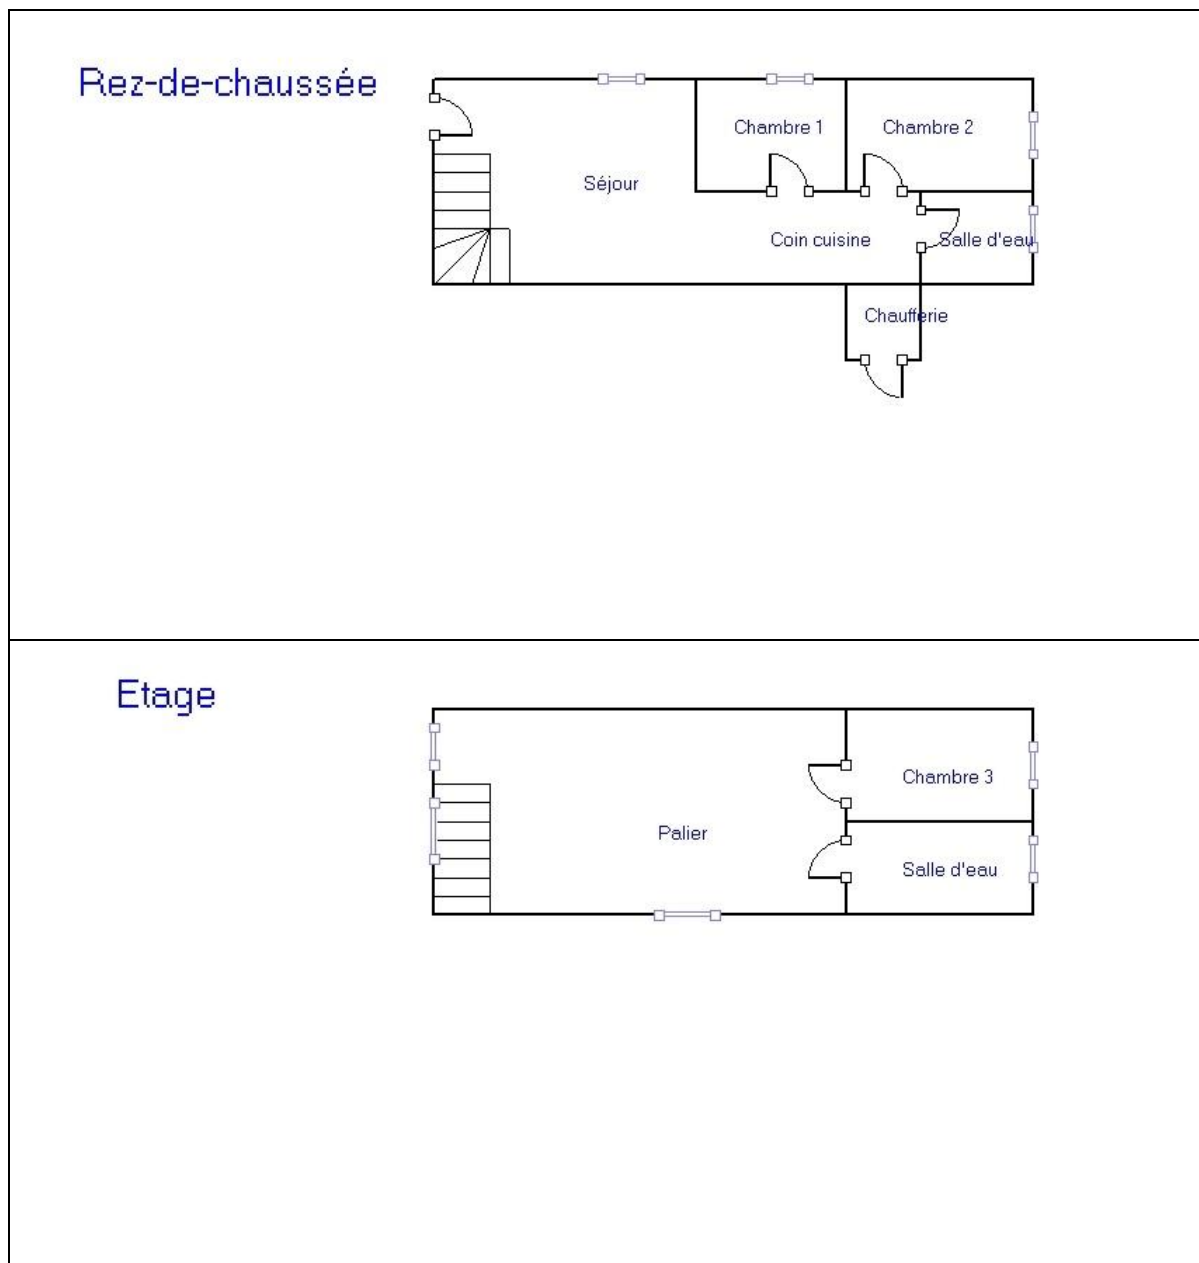 Rez-de-chaussée
Chambre 1
Chambre 2
Séjour
Coin cuisine
Salle d'eau
Chaufferie
Etage
Chambre 3
Palier
Salle d'eau